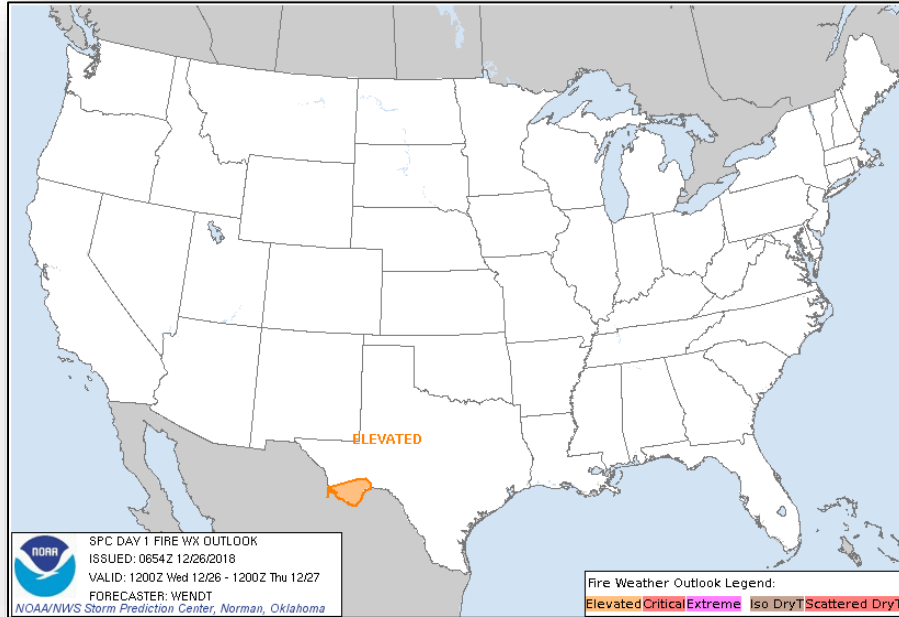 ELEVATED
NOAA
SPC DAY 1 FIRE WX OUTLOOK
ISSUED: 0654Z 12/26/2018
VALID: 1200Z Wed 12/26 - 1200Z Thu 12/27
FORECASTER: WENDT
NOAA/NWS Storm Prediction Center, Norman, Oklahoma
Fire Weather Outlook Legend:
Elevated Critical Extreme Iso DryT Scattered DryT